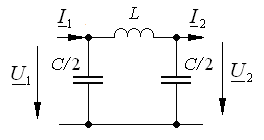 I₁ L I₂
U₁ C/2 C/2 U₂